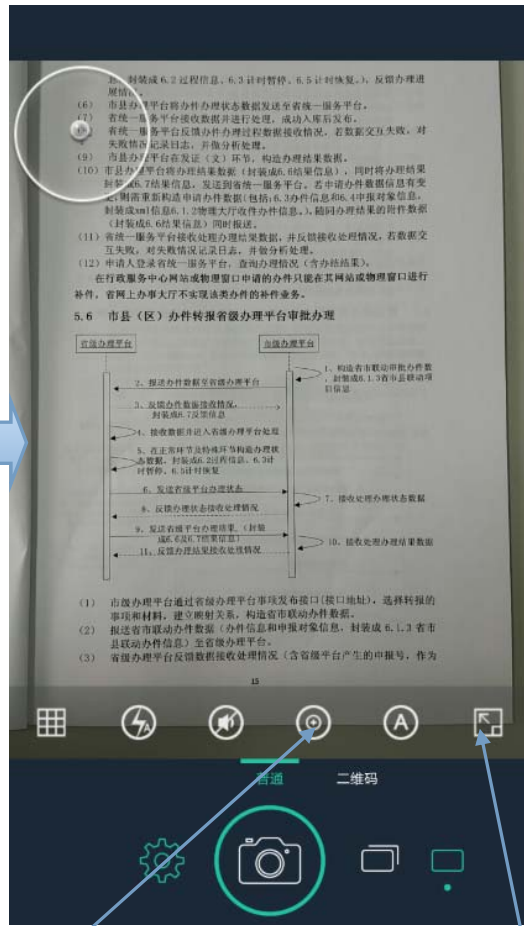 封装成 6.2 过程信息、6.3 计时暂停、6.5 计时恢复。)、反馈办理进
展情
(6) 市县办理平台将办件办理状态数据发送至省统一服务平台。
(7) 省统一服务平台接收数据并进行处理，成功入库后发布。
省统一服务平台反馈办件办理过程数据接收情况，若数据交互失败，对
失败情况记录日志，并做分析处理。
(9) 市县办理平台在发证（文）环节，构造办理结果数据。
(10) 市县办理平台将办理结果数据（封装成6.6结果信息），同时将办理结果
封装成6.7结果信息，发送到省统一服务平台。若申请办件数据信息有变
更，则需重新构造申请办件数据(包括:6.3办件信息和6.4申报对象信息，
封装成xml信息6.1.2物理大厅收件办件信息。)，随同办理结果的附件数据
（封装成6.6结果信息）同时报送。
(11) 省统一服务平台接收处理办理结果数据，并反馈接收处理情况，若数据交
互失败，对失败情况记录日志，并做分析处理。
(12) 申请人登录省统一服务平台，查询办理情况（含办结结果）。
在行政服务中心网站或物理窗口申请的办件只能在其网站或物理窗口进行
补件，省网上办事大厅不实现该类办件的补件业务。
5.6 市县（区）办件转报省级办理平台审批办理
省级办理平台
市级办理平台
1、构造省市联动审批办件数
，封装成6.1.3省市县联动项
目信息
2、报送办件数据至省级办理平台
3、反馈办件数据接收情况，
封装成6.7反馈信息
4、接收数据并进入省级办理平台处理
5、在正常环节及特殊环节构造办理状
态数据，封装成6.2过程信息、6.3计
时暂停、6.5计时恢复
6、发送省级平台办理状态
7、接收处理办理状态数据
8、反馈办理状态接收处理情况
9、发送省级平台办理结果（封装
成6.6及6.7结果信息）
10、接收处理办理结果数据
11、反馈办理结果接收处理情况
(1) 市级办理平台通过省级办理平台事项发布接口(接口地址)，选择转报的
事项和材料，建立映射关系，构造省市联动办件数据。
(2) 报送省市联动办件数据（办件信息和申报对象信息，封装成 6.1.3 省市
县联动办件信息）至省级办理平台。
(3) 省级办理平台反馈数据接收处理情况（含省级平台产生的申报号，作为
15
A
普通 二维码